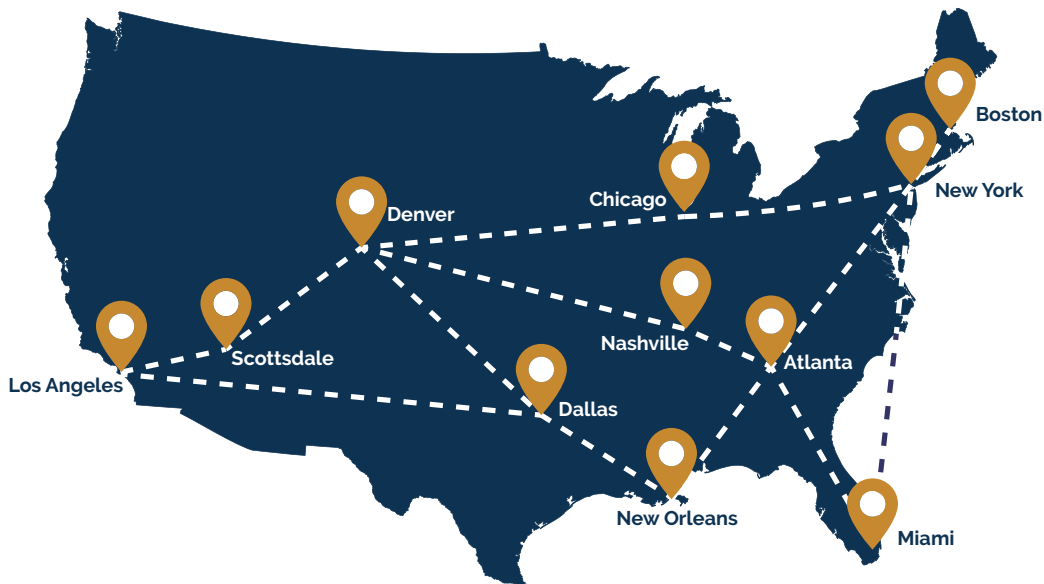 Boston
New York
Chicago
Denver
Nashville
Scottsdale
Atlanta
Los Angeles
Dallas
New Orleans
Miami